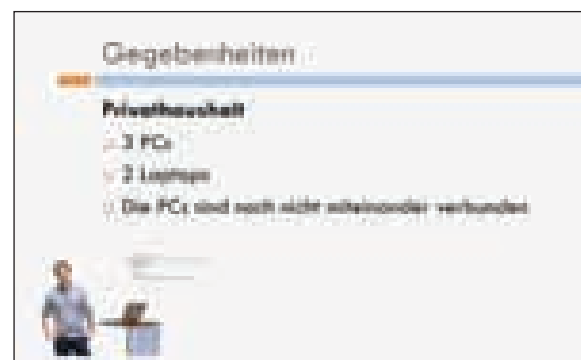 Gegebenheiten
Privathaushalt
3 PCs
2 Laptops
Die PCs sind noch nicht miteinander verbunden